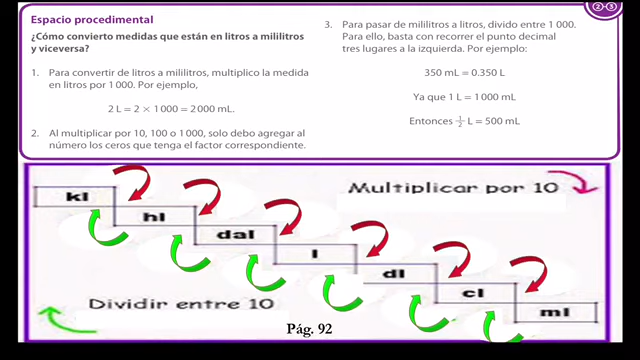 2-3
Espacio procedimental
¿Cómo convierto medidas que están en litros a mililitros
y viceversa?
1. Para convertir de litros a mililitros, multiplico la medida
en litros por 1 000. Por ejemplo,
2 L = 2 × 1 000 = 2 000 mL.
2. Al multiplicar por 10, 100 o 1 000, solo debo agregar al
número los ceros que tenga el factor correspondiente.
3. Para pasar de mililitros a litros, divido entre 1 000.
Para ello, basta con recorrer el punto decimal
tres lugares a la izquierda. Por ejemplo:
350 mL = 0.350 L
Ya que 1 L = 1 000 mL
Entonces ½ L = 500 mL
Multiplicar por 10
kl
hl
dal
l
dl
cl
ml
Dividir entre 10
Pág. 92